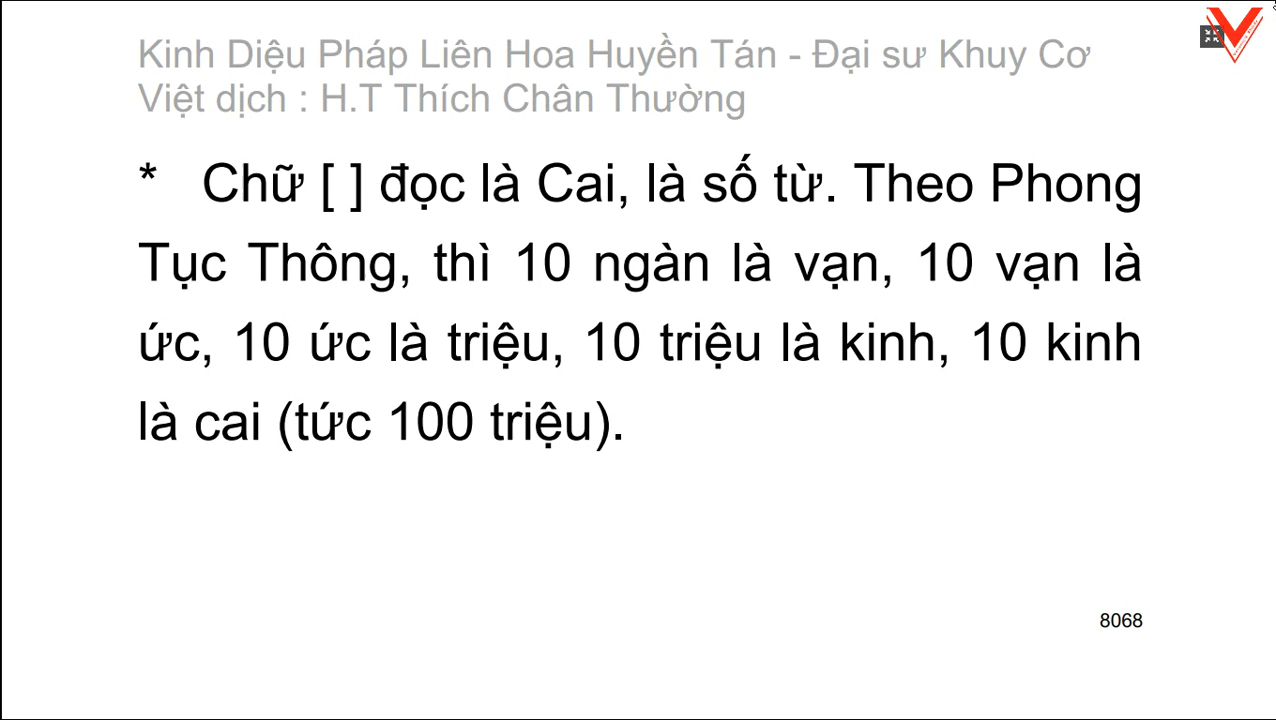 Kinh Diệu Pháp Liên Hoa Huyền Tán - Đại sư Khuy Cơ
Việt dịch : H.T Thích Chân Thường
* Chữ [ ] đọc là Cai, là số từ. Theo Phong
Tục Thông, thì 10 ngàn là vạn, 10 vạn là
ức, 10 ức là triệu, 10 triệu là kinh, 10 kinh
là cai (tức 100 triệu).
8068